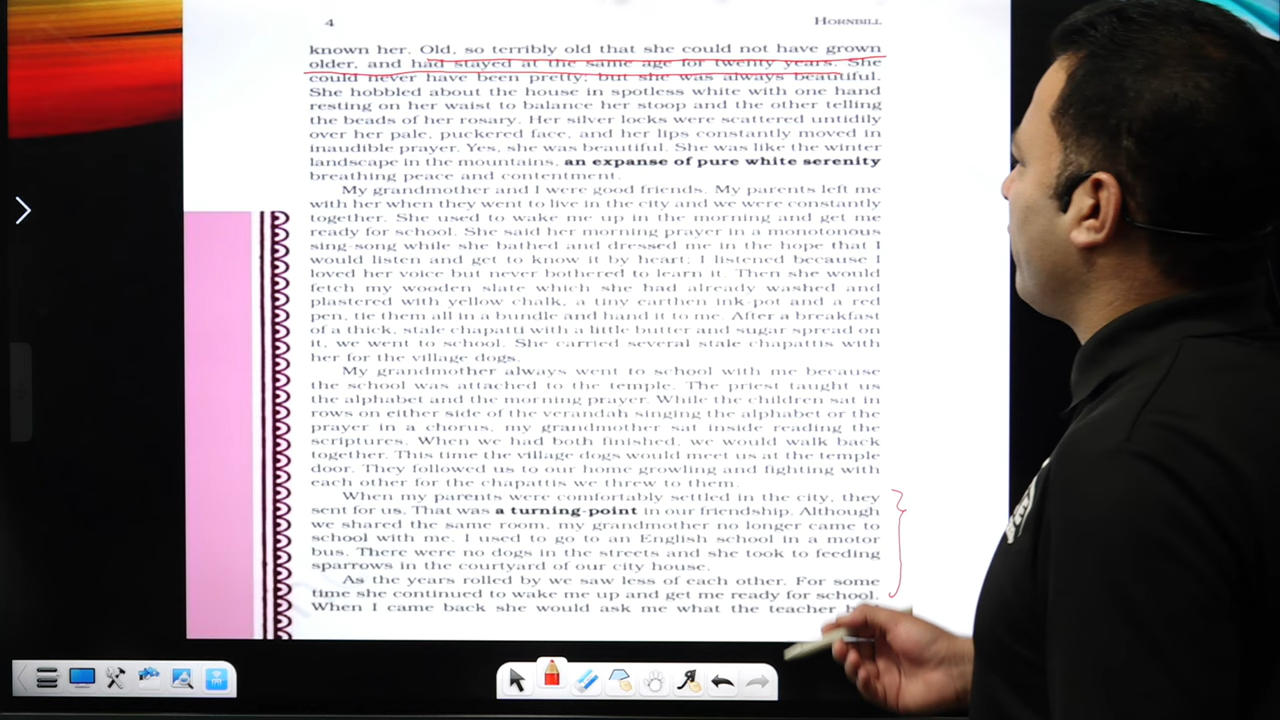 4 HORNBILL
known her. Old, so terribly old that she could not have grown
older, and had stayed at the same age for twenty years. She
could never have been pretty; but she was always beautiful.
She hobbled about the house in spotless white with one hand
resting on her waist to balance her stoop and the other telling
the beads of her rosary. Her silver locks were scattered untidily
over her pale, puckered face, and her lips constantly moved in
inaudible prayer. Yes, she was beautiful. She was like the winter
landscape in the mountains, an expanse of pure white serenity
breathing peace and contentment.
My grandmother and I were good friends. My parents left me
with her when they went to live in the city and we were constantly
together. She used to wake me up in the morning and get me
ready for school. She said her morning prayer in a monotonous
sing-song while she bathed and dressed me in the hope that I
would listen and get to know it by heart; I listened because I
loved her voice but never bothered to learn it. Then she would
fetch my wooden slate which she had already washed and
plastered with yellow chalk, a tiny earthen ink-pot and a red
pen, tie them all in a bundle and hand it to me. After a breakfast
of a thick, stale chapatti with a little butter and sugar spread on
it, we went to school. She carried several stale chapattis with
her for the village dogs.
My grandmother always went to school with me because
the school was attached to the temple. The priest taught us
the alphabet and the morning prayer. While the children sat in
rows on either side of the verandah singing the alphabet or the
prayer in a chorus, my grandmother sat inside reading the
scriptures. When we had both finished, we would walk back
together. This time the village dogs would meet us at the temple
door. They followed us to our home growling and fighting with
each other for the chapattis we threw to them.
When my parents were comfortably settled in the city, they
sent for us. That was a turning-point in our friendship. Although
we shared the same room, my grandmother no longer came to
school with me. I used to go to an English school in a motor
bus. There were no dogs in the streets and she took to feeding
sparrows in the courtyard of our city house.
As the years rolled by we saw less of each other. For some
time she continued to wake me up and get me ready for school.
When I came back she would ask me what the teacher